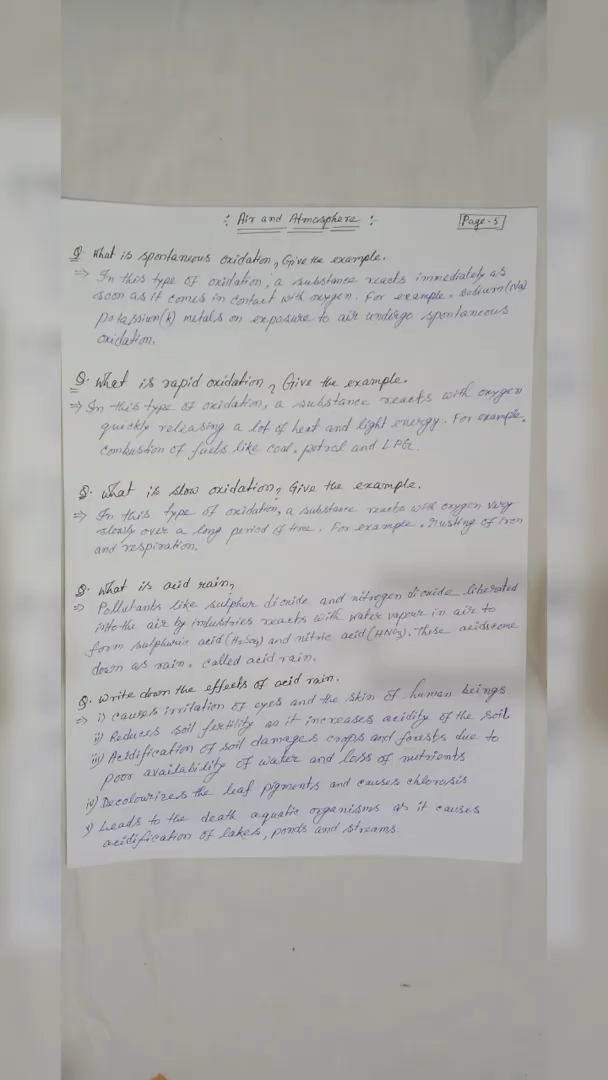 : Air and Atmosphere :
Page-5
Q. What is spontaneous oxidation, Give the example.
⇒ In this type of oxidation, a substance reacts immediately as
soon as it comes in contact with oxygen. For example, sodium (Na)
potassium (k) metals on exposure to air undergo spontaneous
oxidation.
Q. What is rapid oxidation, Give the example.
⇒ In this type of oxidation, a substance reacts with oxygen
quickly releasing a lot of heat and light energy. For example,
combustion of fuels like coal, petrol and LPG.
Q. What is slow oxidation, Give the example.
⇒ In this type of oxidation, a substance reacts with oxygen very
slowly over a long period of time. For example, Rusting of iron
and respiration.
Q. What is acid rain,
⇒ Pollutants like sulphur dioxide and nitrogen dioxide liberated
into the air by industries reacts with water vapour in air to
form sulphuric acid (H₂SO₄) and nitric acid (HNO₃). These acids come
down as rain, called acid rain.
Q. Write down the effects of acid rain.
⇒ i) causes irritation of eyes and the skin of human beings
ii) Reduces soil fertility as it increases acidity of the soil
iii) Acidification of soil damages crops and forests due to
poor availability of water and loss of nutrients
iv) Decolourizes the leaf pigments and causes chlorosis
v) Leads to the death aquatic organisms as it causes
acidification of lakes, ponds and streams.